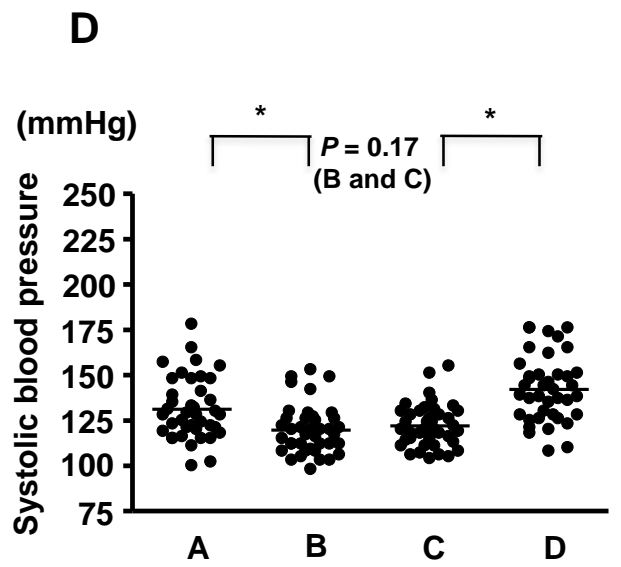 D
(mmHg)
*
*
P = 0.17
(B and C)
Systolic blood pressure
250
225
200
175
150
125
100
75
A B C D